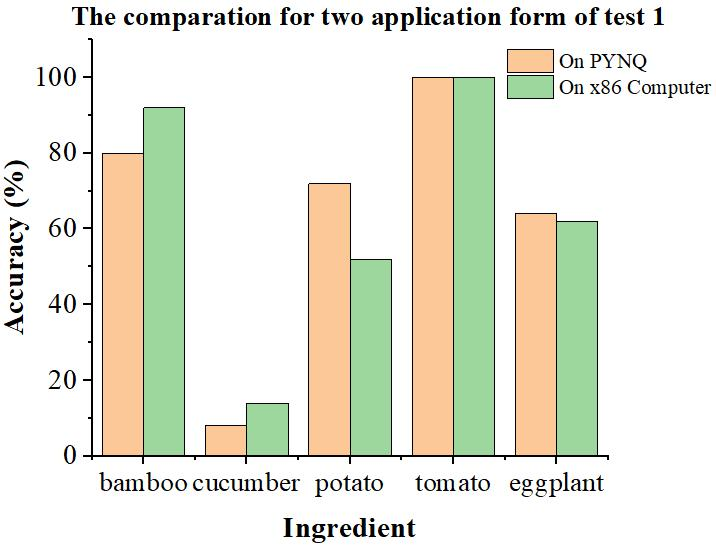 The comparation for two application form of test 1
On PYNQ
On x86 Computer
Accuracy (%)
100
80
60
40
20
0
bamboo cucumber potato tomato eggplant
Ingredient